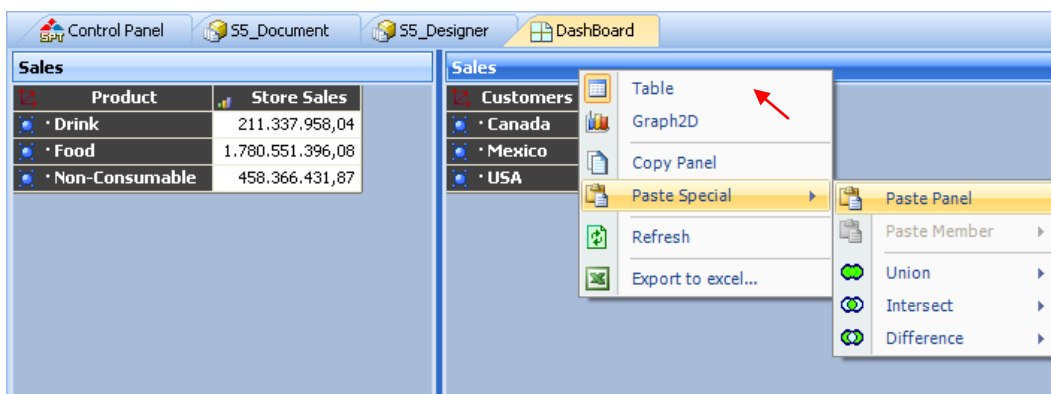 Control Panel S5_Document S5_Designer DashBoard
Sales
Product Store Sales
· Drink 211.337.958,04
· Food 1.780.551.396,08
· Non-Consumable 458.366.431,87
Sales
Customers
· Canada
· Mexico
· USA
Table
Graph2D
Copy Panel
Paste Special
Refresh
Export to excel...
Paste Panel
Paste Member
Union
Intersect
Difference